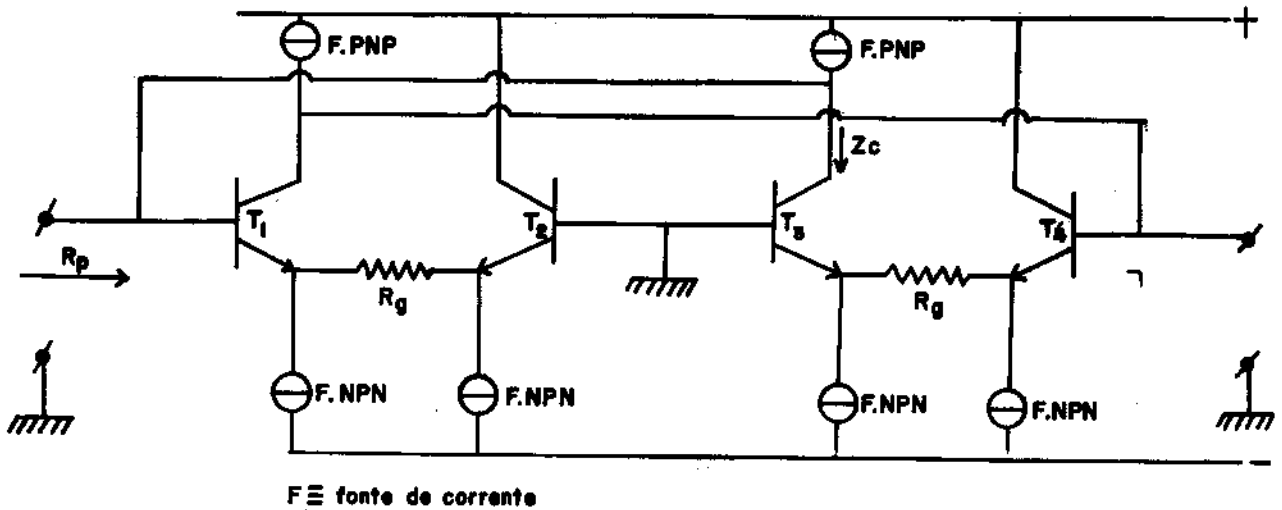 +
F.PNP
F.PNP
Zc
T1
T2
T3
T4
Rp
Rg
Rg
F.NPN
F.NPN
F.NPN
F.NPN
−
F ≡ fonte de corrente